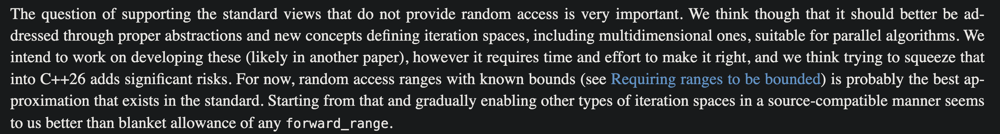 The question of supporting the standard views that do not provide random access is very important. We think though that it should better be ad-
dressed through proper abstractions and new concepts defining iteration spaces, including multidimensional ones, suitable for parallel algorithms. We
intend to work on developing these (likely in another paper), however it requires time and effort to make it right, and we think trying to squeeze that
into C++26 adds significant risks. For now, random access ranges with known bounds (see Requiring ranges to be bounded) is probably the best ap-
proximation that exists in the standard. Starting from that and gradually enabling other types of iteration spaces in a source-compatible manner seems
to us better than blanket allowance of any forward_range.